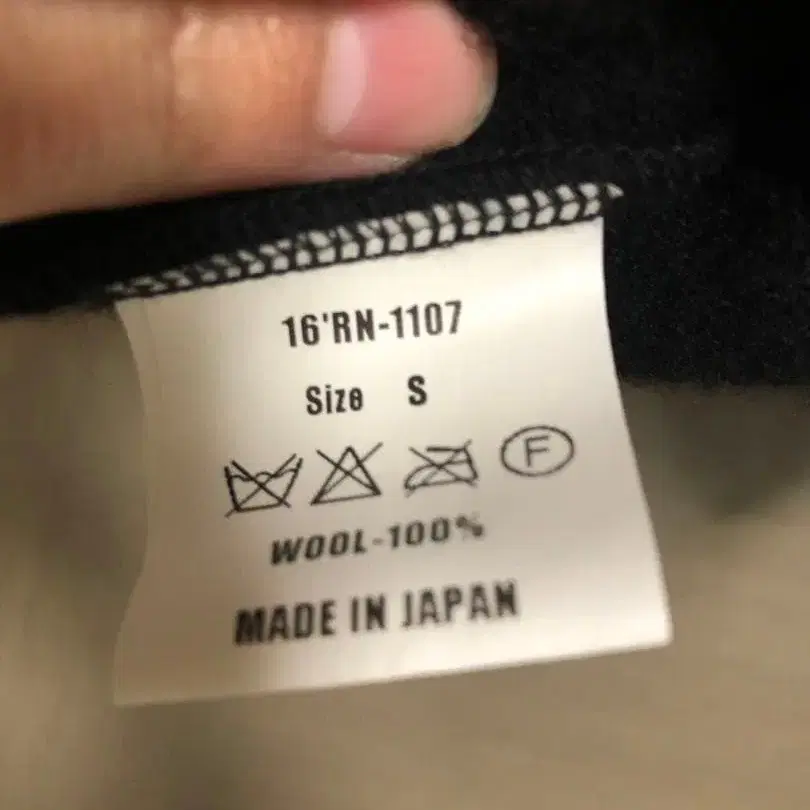 16'RN-1107
Size S
F
WOOL-100%
MADE IN JAPAN